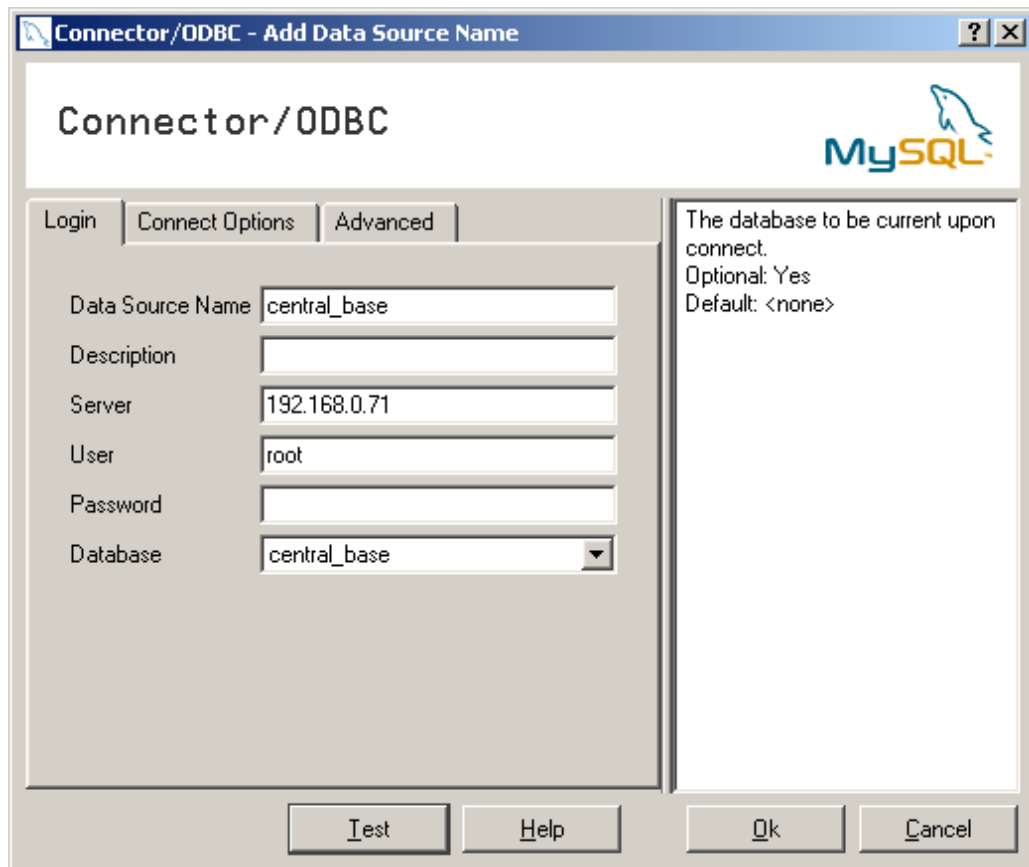 Connector/ODBC - Add Data Source Name
Connector/ODBC
MySQL
Login
Connect Options
Advanced
Data Source Name
central_base
Description
Server
192.168.0.71
User
root
Password
Database
central_base
The database to be current upon
connect.
Optional: Yes
Default: <none>
Test
Help
Ok
Cancel